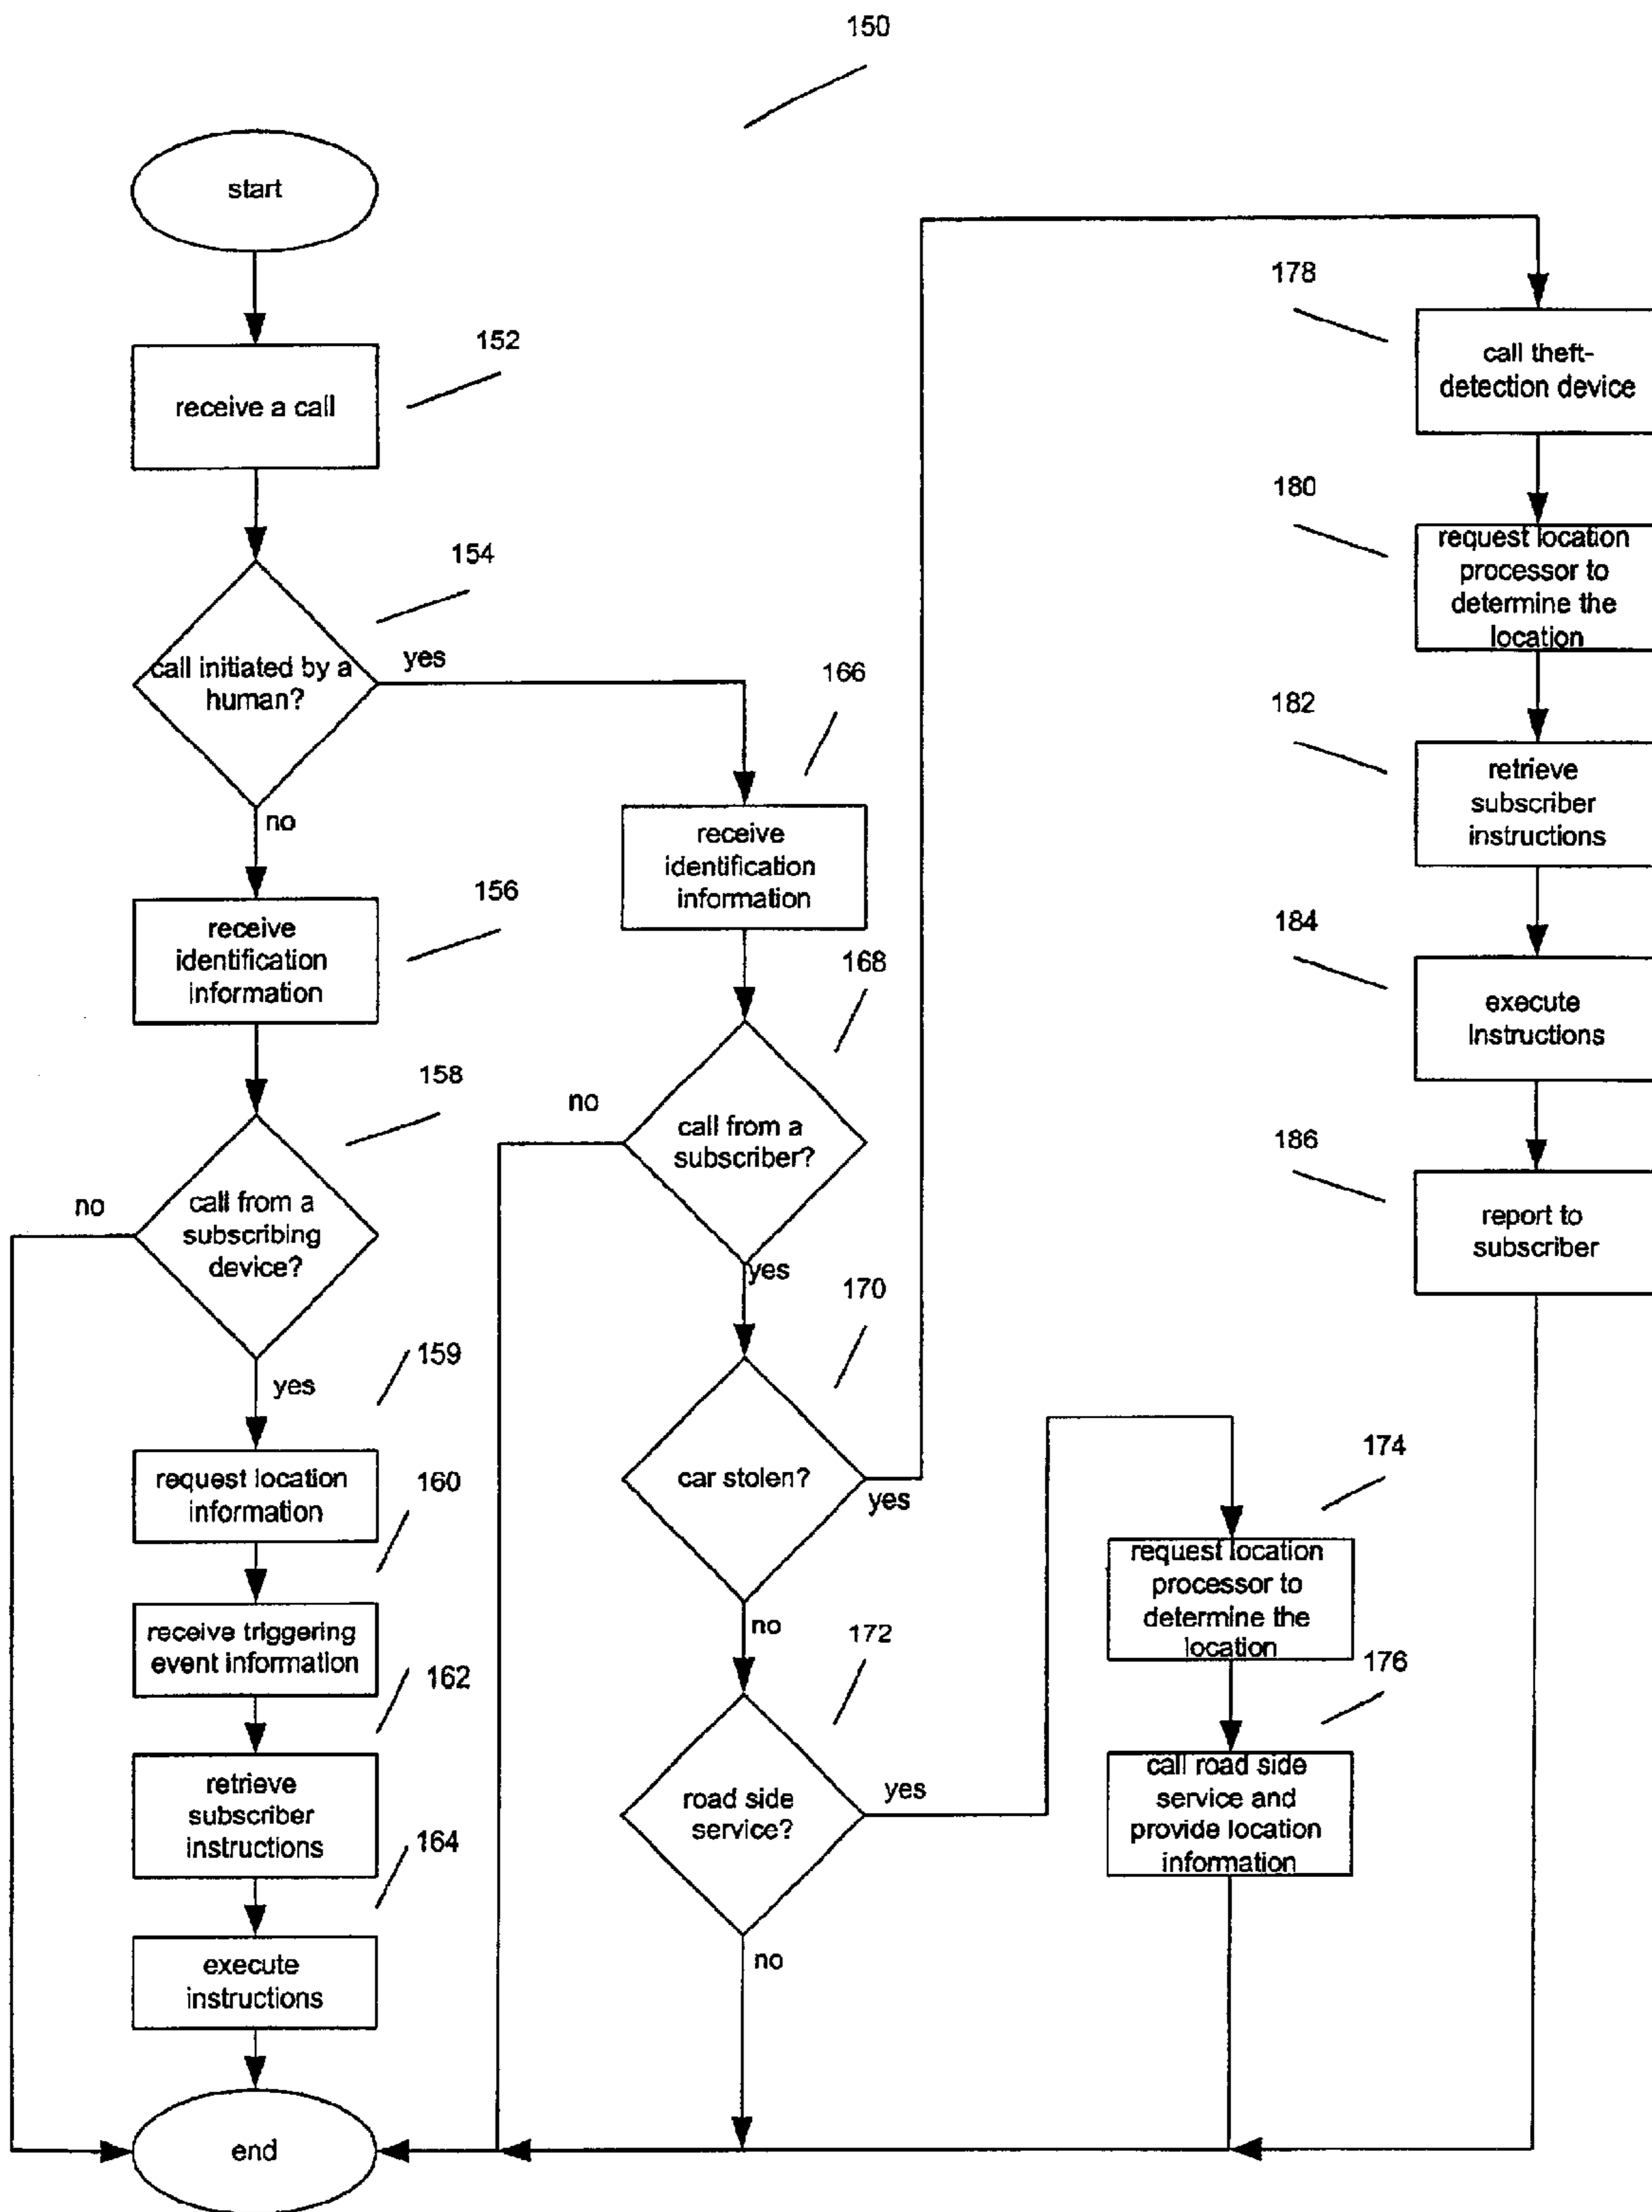 150
start
152
receive a call
154
call initiated by a
human?
yes
no
156
receive
identification
information
158
call from a
subscribing
device?
no
yes
159
request location
information
160
receive triggering
event information
162
retrieve
subscriber
instructions
164
execute
instructions
end
166
receive
identification
information
168
call from a
subscriber?
no
yes
170
car stolen?
yes
no
172
road side
service?
yes
no
174
request location
processor to
determine the
location
176
call road side
service and
provide location
information
178
call theft-
detection device
180
request location
processor to
determine the
location
182
retrieve
subscriber
instructions
184
execute
Instructions
186
report to
subscriber